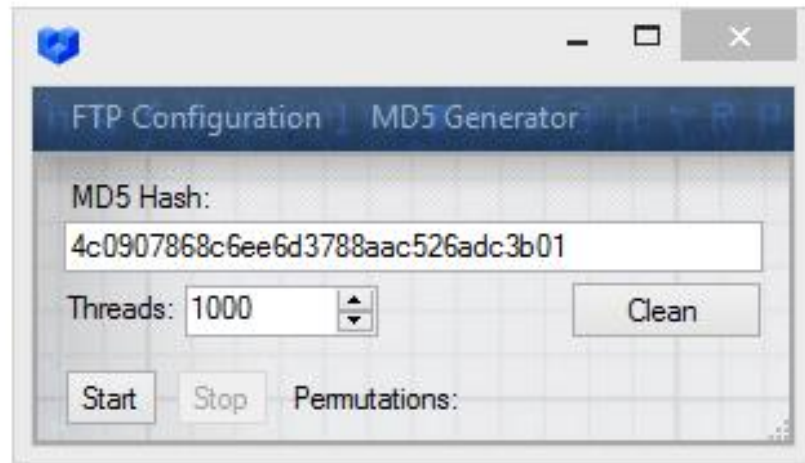 FTP Configuration MD5 Generator
MD5 Hash:
4c0907868c6ee6d3788aac526adc3b01
Threads: 1000 Clean
Start Stop Permutations: